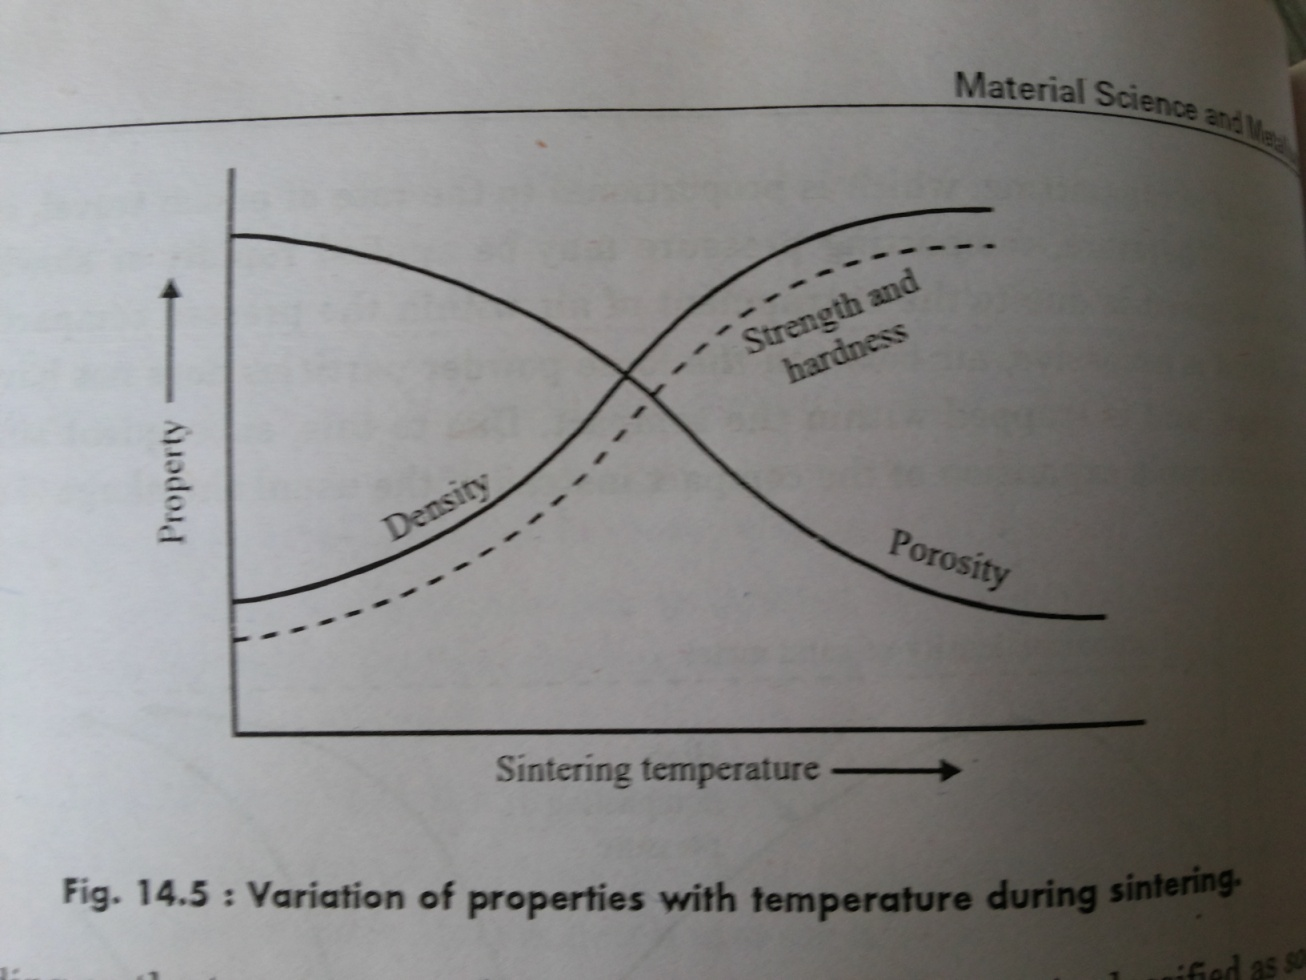 Material Science and
Property
Density
Strength and
hardness
Porosity
Sintering temperature
Fig. 14.5 : Variation of properties with temperature during sintering.